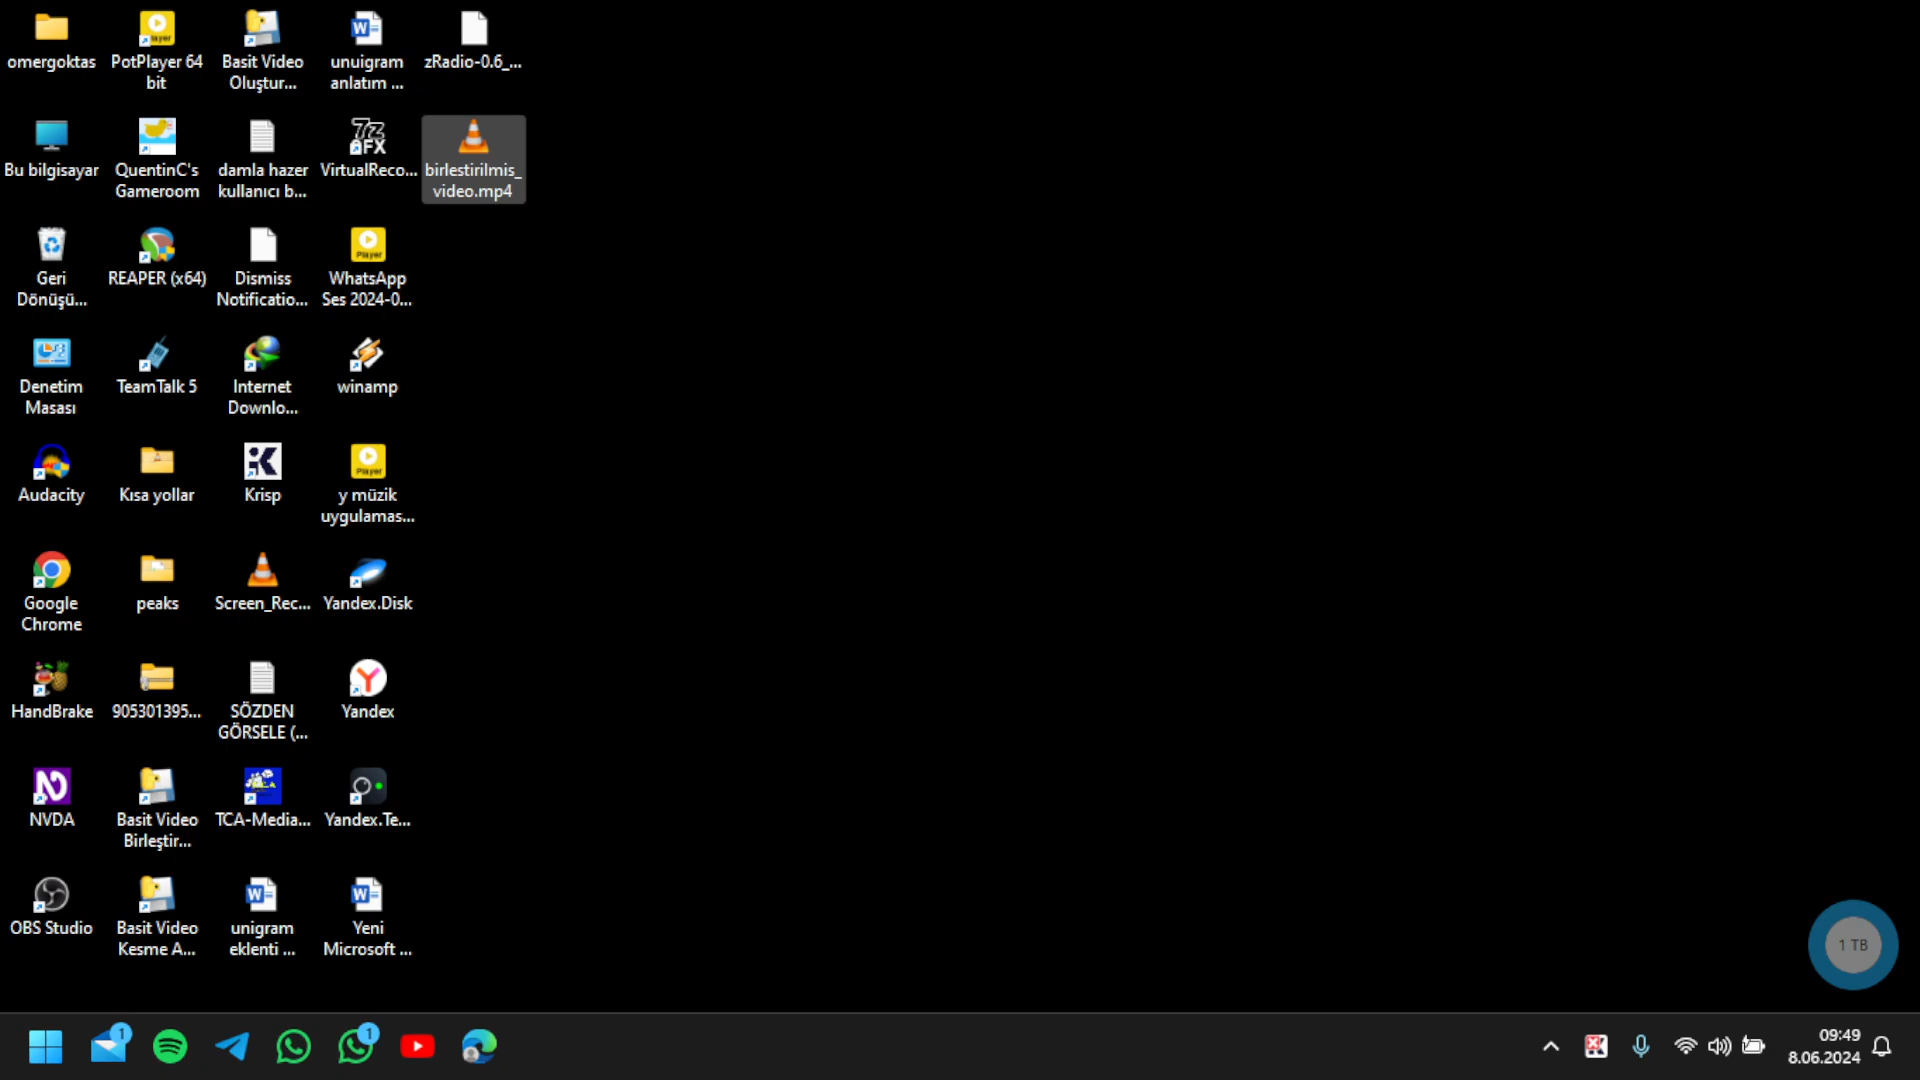 omergoktas
PotPlayer 64
bit
Basit Video
Oluştur...
unuigram
anlatım ...
zRadio-0.6_...
Bu bilgisayar
QuentinC's
Gameroom
damla hazer
kullanıcı b...
VirtualReco...
birlestirilmis_
video.mp4
Geri
Dönüşü...
REAPER (x64)
Dismiss
Notificatio...
WhatsApp
Ses 2024-0...
Denetim
Masası
TeamTalk 5
Internet
Downlo...
winamp
Audacity
Kısa yollar
Krisp
y müzik
uygulamas...
Google
Chrome
peaks
Screen_Rec...
Yandex.Disk
HandBrake
905301395...
SÖZDEN
GÖRSELE (...
Yandex
NVDA
Basit Video
Birleştir...
TCA-Media...
Yandex.Te...
OBS Studio
Basit Video
Kesme A...
unigram
eklenti ...
Yeni
Microsoft ...
1 TB
1
1
09:49
8.06.2024